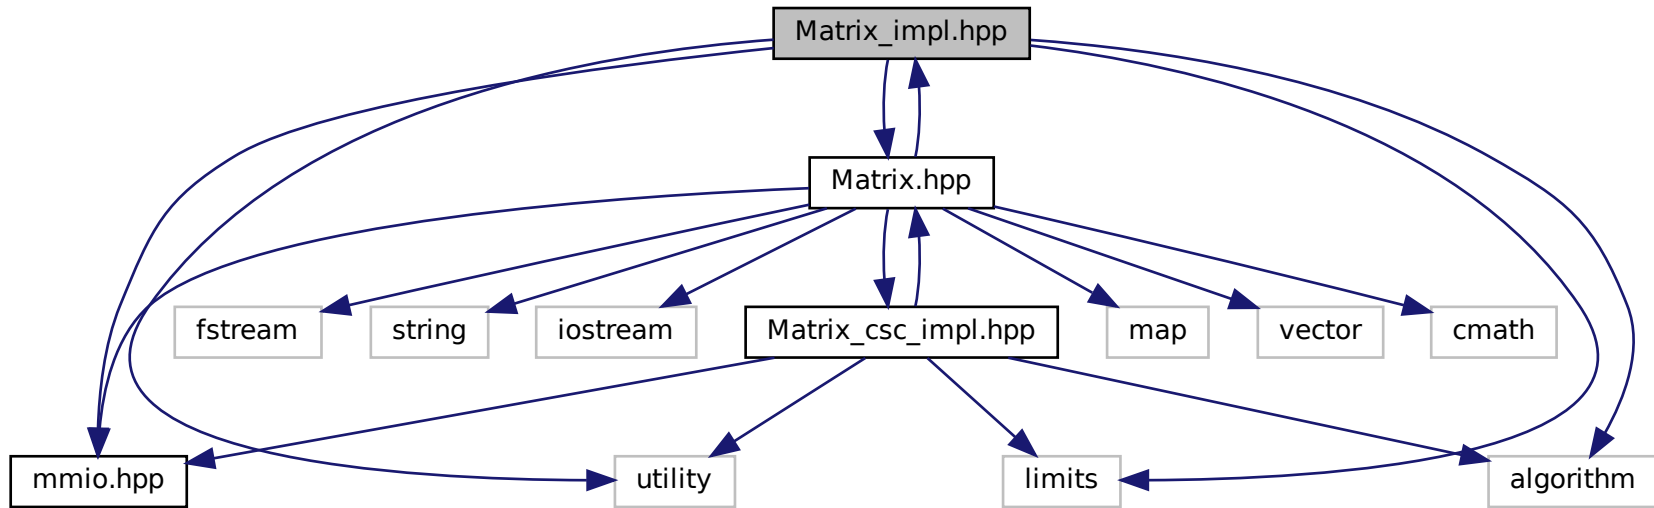 Matrix_impl.hpp
Matrix.hpp
fstream
string
iostream
Matrix_csc_impl.hpp
map
vector
cmath
mmio.hpp
utility
limits
algorithm